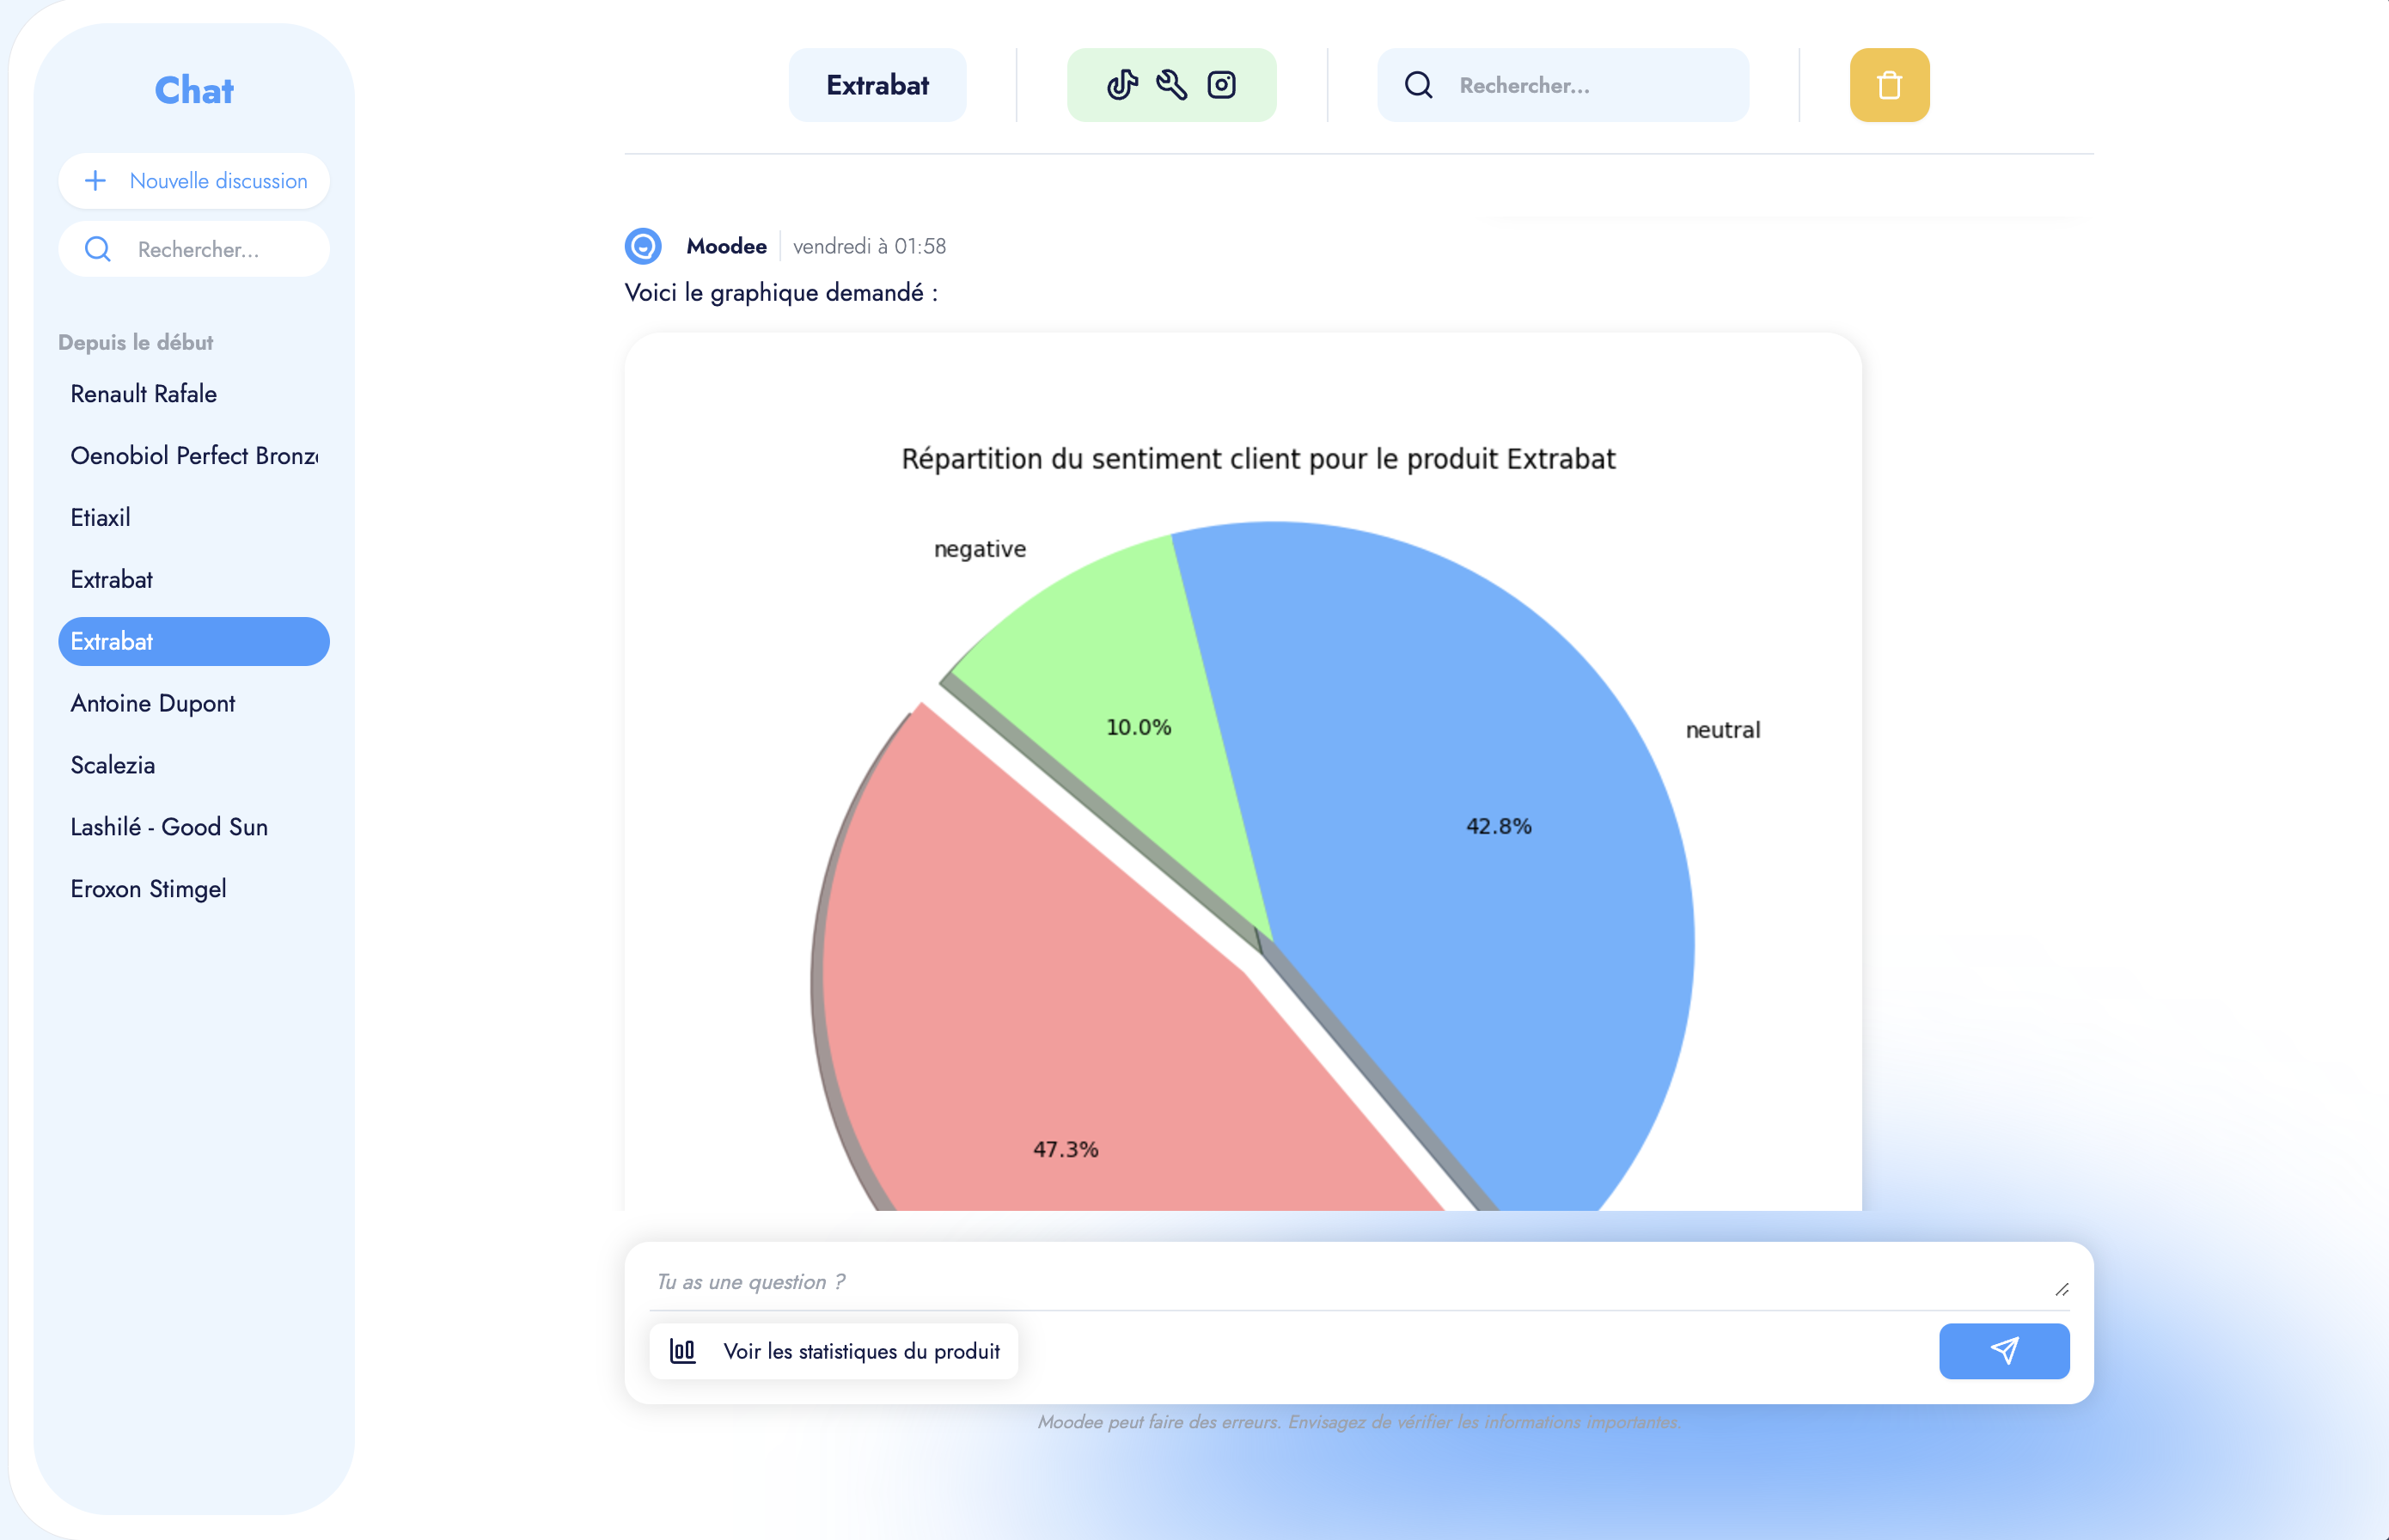 Chat
Nouvelle discussion
Rechercher...
Depuis le début
Renault Rafale
Oenobiol Perfect Bronz
Etiaxil
Extrabat
Extrabat
Antoine Dupont
Scalezia
Lashilé - Good Sun
Eroxon Stimgel
Extrabat
Rechercher...
Moodee
vendredi à 01:58
Voici le graphique demandé :
Répartition du sentiment client pour le produit Extrabat
negative
10.0%
neutral
42.8%
47.3%
Tu as une question ?
Voir les statistiques du produit
Moodee peut faire des erreurs. Envisagez de vérifier les informations importantes.